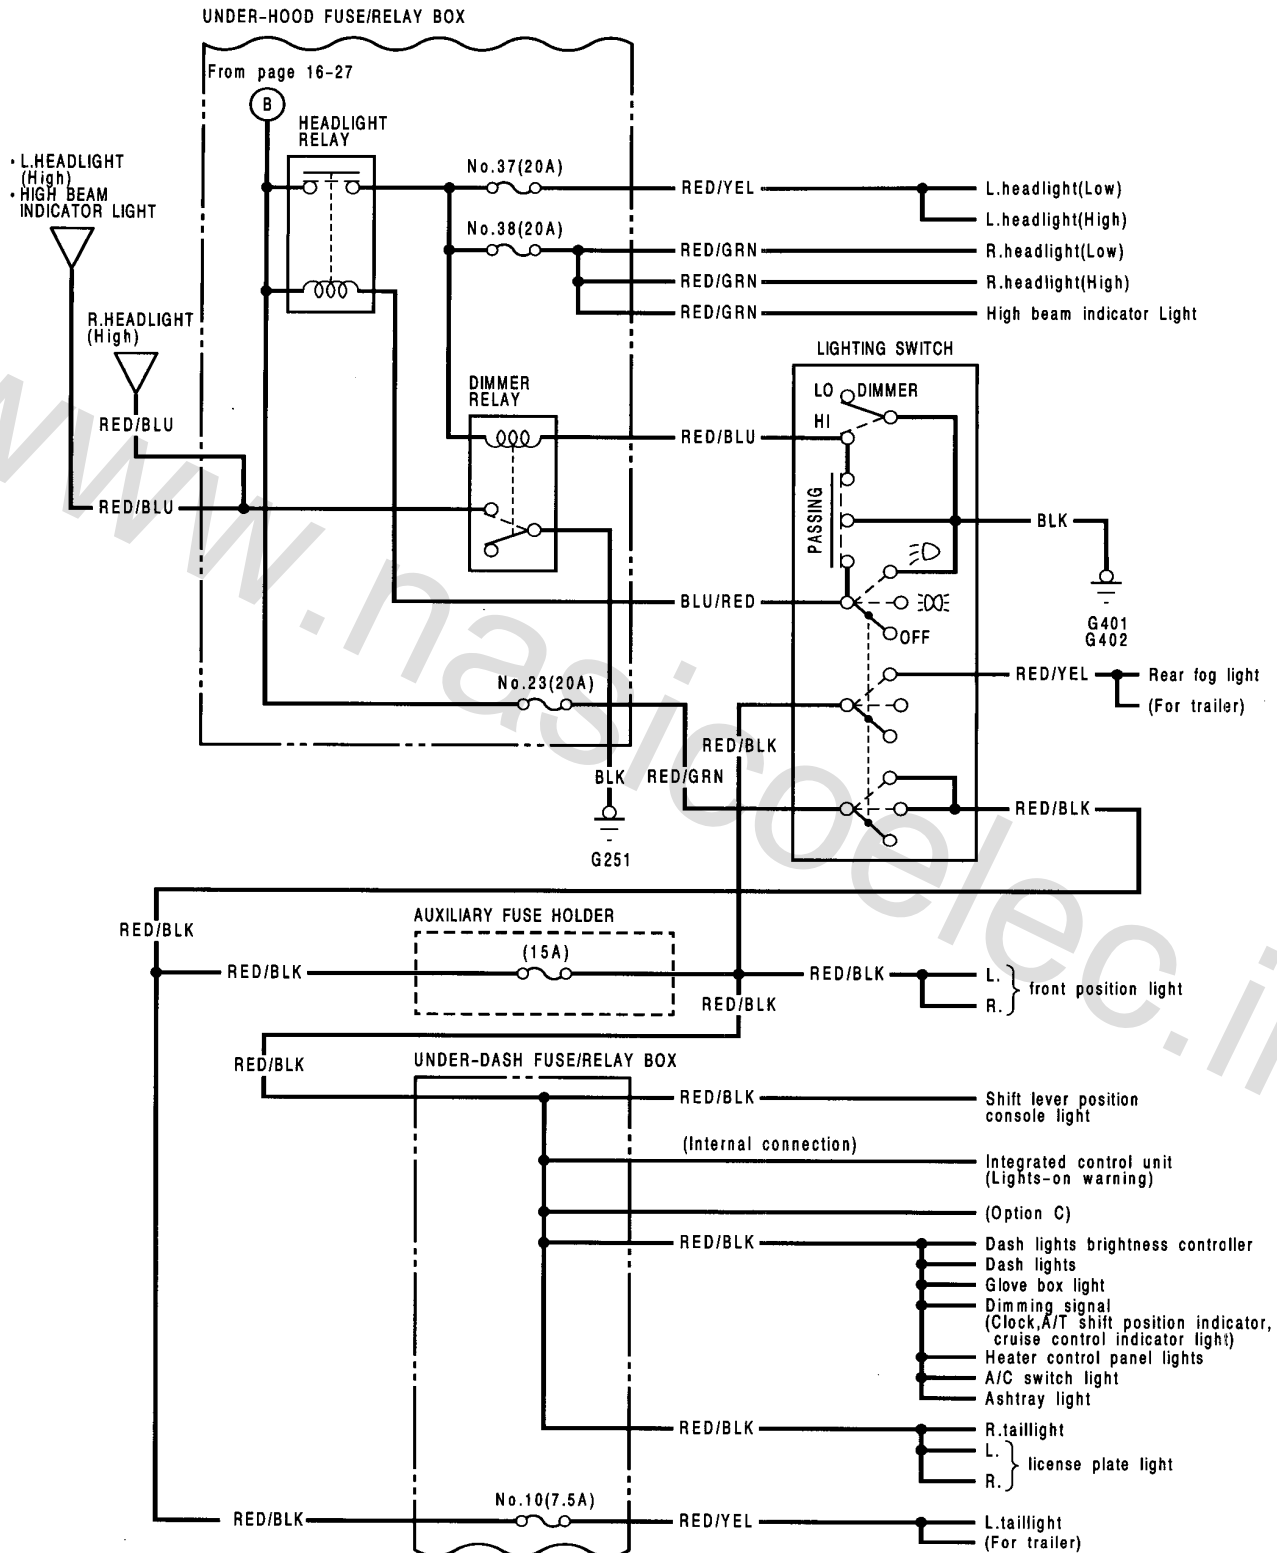 UNDER-HOOD FUSE/RELAY BOX
From page 16-27
B
HEADLIGHT
RELAY
• L.HEADLIGHT
(High)
• HIGH BEAM
INDICATOR LIGHT
No.37(20A)
RED/YEL
L.headlight(Low)
L.headlight(High)
No.38(20A)
RED/GRN
R.headlight(Low)
RED/GRN
R.headlight(High)
RED/GRN
High beam indicator Light
R.HEADLIGHT
(High)
LIGHTING SWITCH
DIMMER
RELAY
LO
DIMMER
HI
RED/BLU
RED/BLU
RED/BLU
PASSING
BLK
BLU/RED
OFF
G401
G402
RED/YEL
Rear fog light
(For trailer)
No.23(20A)
RED/BLK
BLK
RED/GRN
RED/BLK
G251
www.nasicoelec.ir
RED/BLK
AUXILIARY FUSE HOLDER
(15A)
RED/BLK
RED/BLK
L.
R.
front position light
RED/BLK
RED/BLK
UNDER-DASH FUSE/RELAY BOX
RED/BLK
Shift lever position
console light
(Internal connection)
Integrated control unit
(Lights-on warning)
(Option C)
RED/BLK
Dash lights brightness controller
Dash lights
Glove box light
Dimming signal
(Clock,A/T shift position indicator,
cruise control indicator light)
Heater control panel lights
A/C switch light
Ashtray light
RED/BLK
R.taillight
L.
R.
license plate light
No.10(7.5A)
RED/BLK
RED/YEL
L.taillight
(For trailer)